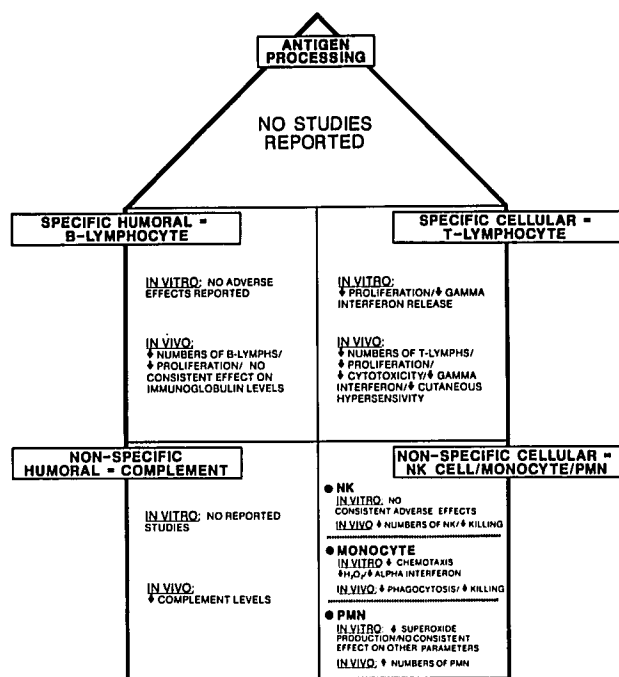 ANTIGEN
PROCESSING
NO STUDIES
REPORTED
SPECIFIC HUMORAL =
B-LYMPHOCYTE
IN VITRO: NO ADVERSE
EFFECTS REPORTED
IN VIVO:
↓ NUMBERS OF B-LYMPHS/
↓ PROLIFERATION/ NO
CONSISTENT EFFECT ON
IMMUNOGLOBULIN LEVELS
SPECIFIC CELLULAR =
T-LYMPHOCYTE
IN VITRO:
↓ PROLIFERATION/↓ GAMMA
INTERFERON RELEASE
IN VIVO:
↓ NUMBERS OF T-LYMPHS/
↓ PROLIFERATION/
↓ CYTOTOXICITY/↓ GAMMA
INTERFERON/↓ CUTANEOUS
HYPERSENSIVITY
NON-SPECIFIC
HUMORAL = COMPLEMENT
IN VITRO: NO REPORTED
STUDIES
IN VIVO:
↓ COMPLEMENT LEVELS
NON-SPECIFIC CELLULAR =
NK CELL/MONOCYTE/PMN
● NK
IN VITRO: NO
CONSISTENT ADVERSE EFFECTS
IN VIVO ↓ NUMBERS OF NK/↓ KILLING
● MONOCYTE
IN VITRO ↓ CHEMOTAXIS
↓H₂O₂/↓ALPHA INTERFERON
IN VIVO: ↓ PHAGOCYTOSIS/↓ KILLING
● PMN
IN VITRO: ↓ SUPEROXIDE
PRODUCTION/NO CONSISTENT
EFFECT ON OTHER PARAMETERS
IN VIVO: ↓ NUMBERS OF PMN